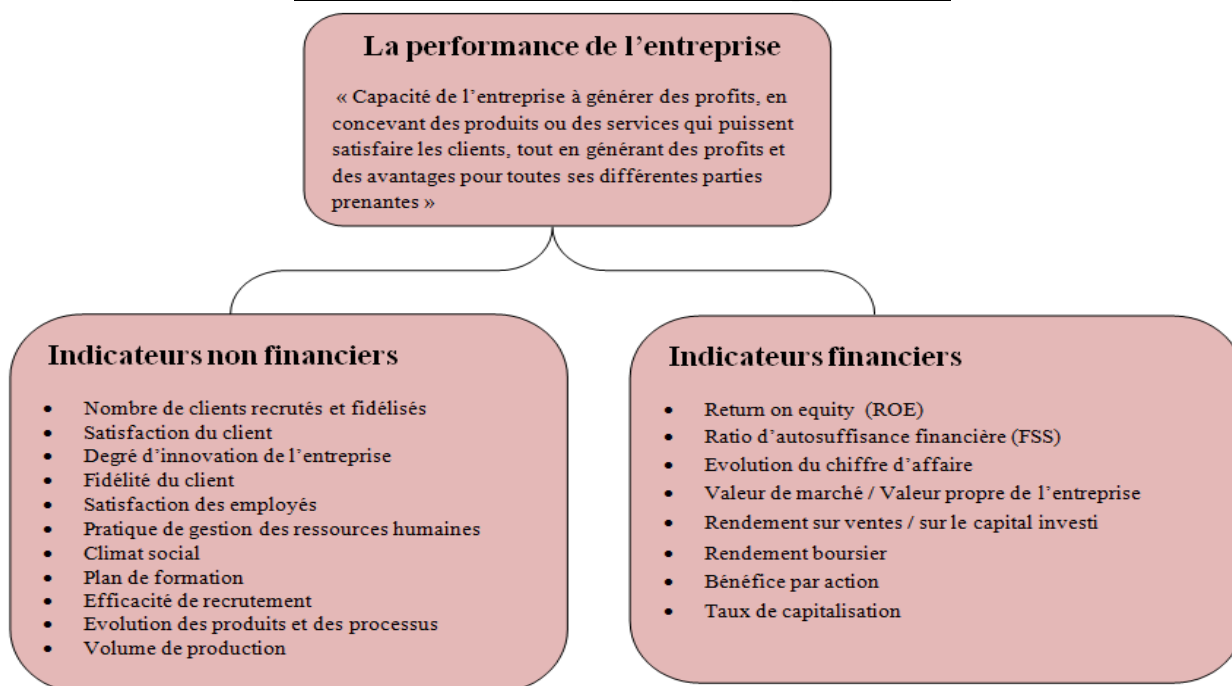 La performance de l'entreprise
« Capacité de l'entreprise à générer des profits, en
concevant des produits ou des services qui puissent
satisfaire les clients, tout en générant des profits et
des avantages pour toutes ses différentes parties
prenantes »
Indicateurs non financiers
• Nombre de clients recrutés et fidélisés
• Satisfaction du client
• Degré d'innovation de l'entreprise
• Fidélité du client
• Satisfaction des employés
• Pratique de gestion des ressources humaines
• Climat social
• Plan de formation
• Efficacité de recrutement
• Evolution des produits et des processus
• Volume de production
Indicateurs financiers
• Return on equity (ROE)
• Ratio d'autosuffisance financière (FSS)
• Evolution du chiffre d'affaire
• Valeur de marché / Valeur propre de l'entreprise
• Rendement sur ventes / sur le capital investi
• Rendement boursier
• Bénéfice par action
• Taux de capitalisation